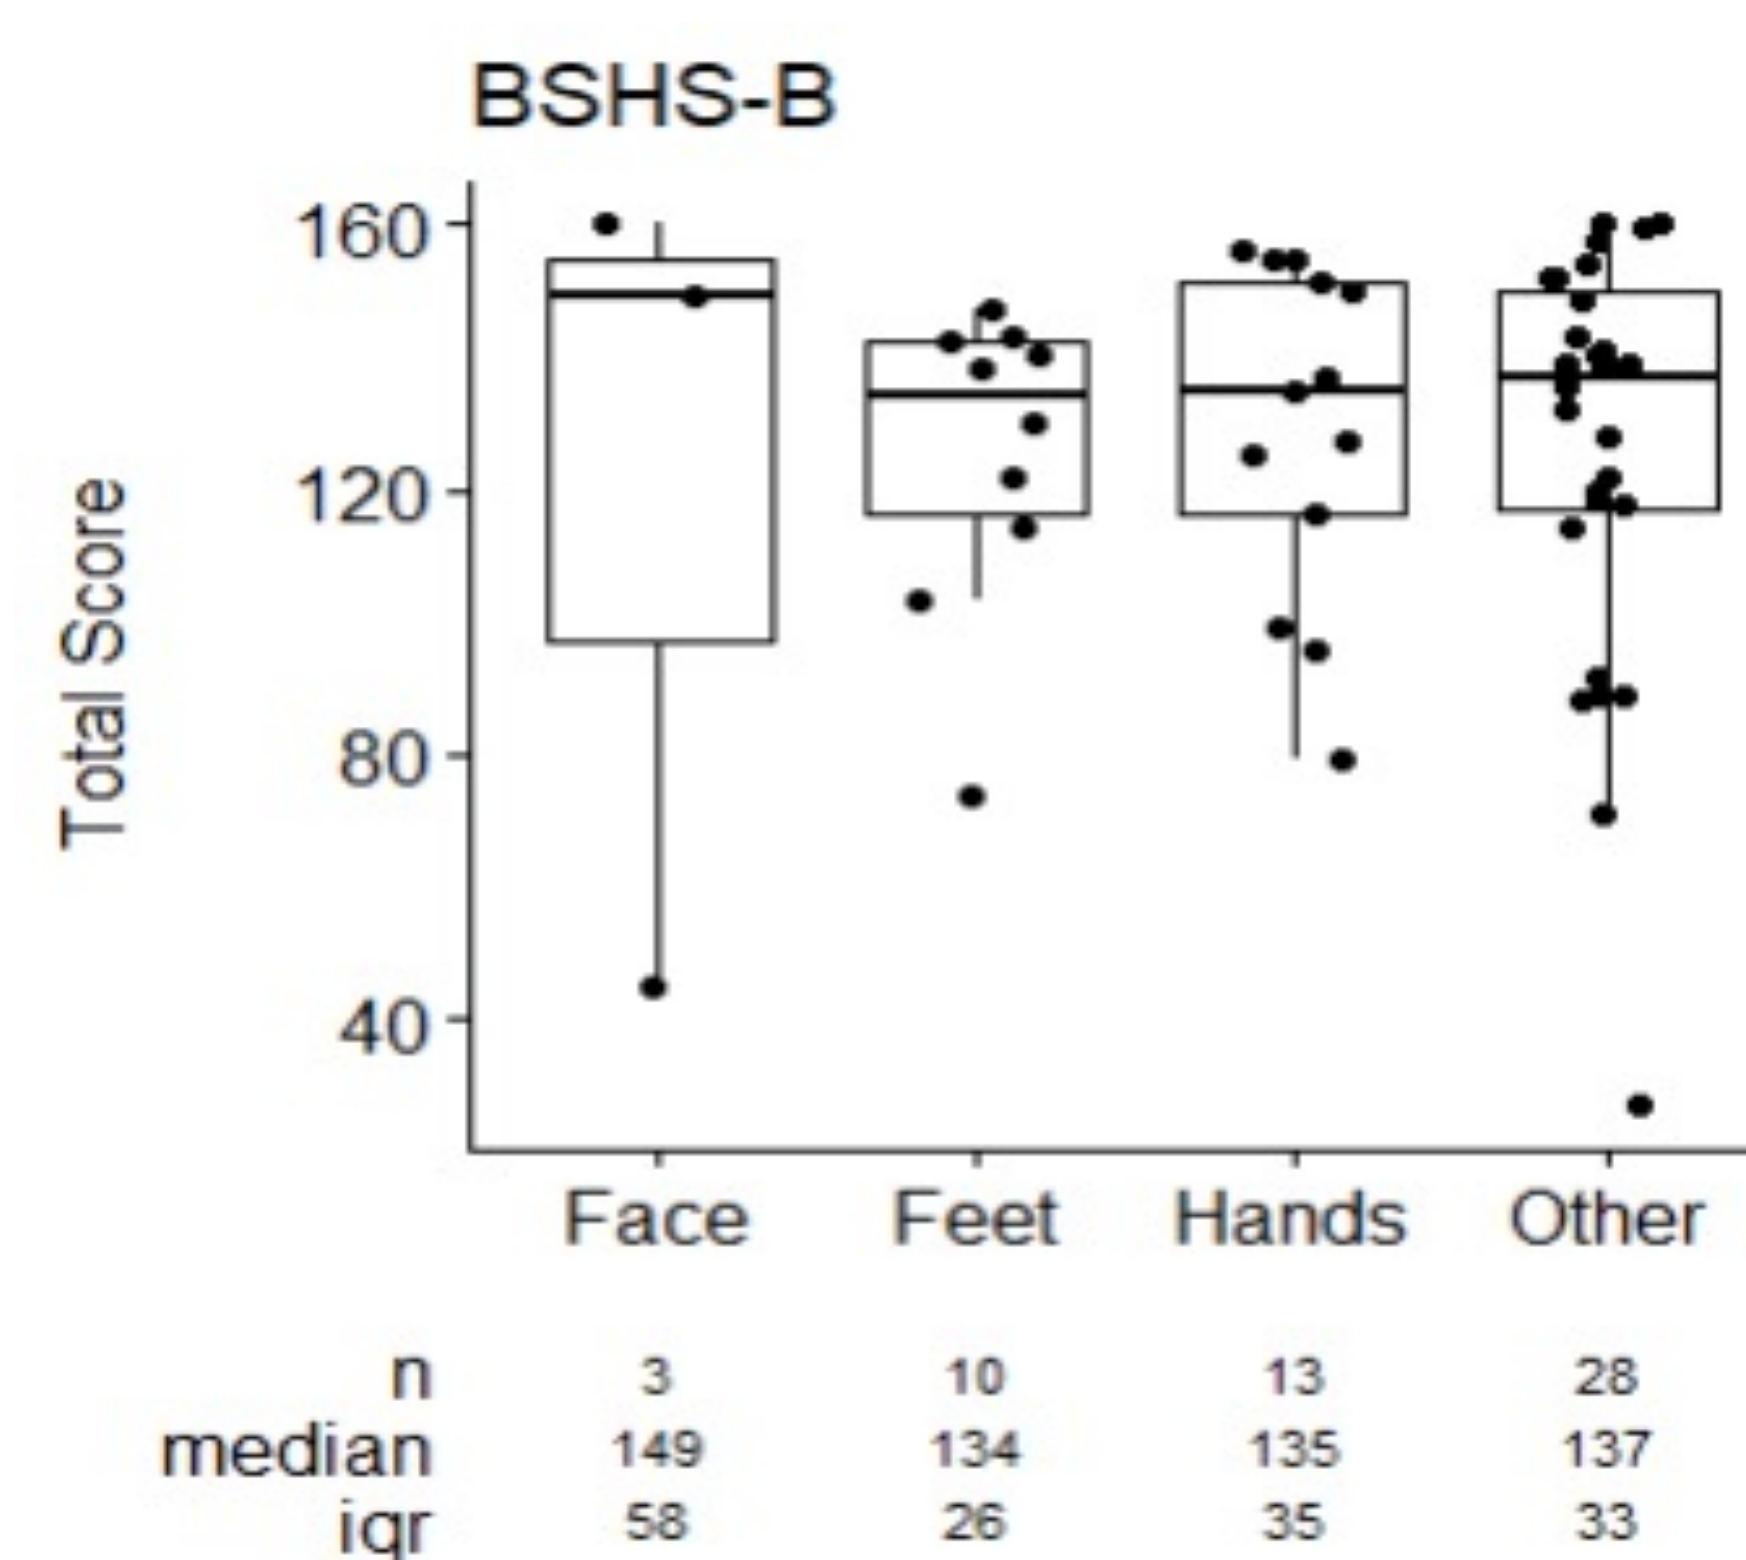 BSHS-B
160
120
80
40
Total Score
Face Feet Hands Other
n 3 10 13 28
median 149 134 135 137
iqr 58 26 35 33